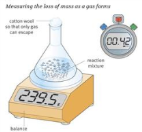 Measuring the loss of mass as a gas forms
cotton wool
so that only gas
can escape
00:42
reaction
mixture
239.5
balance